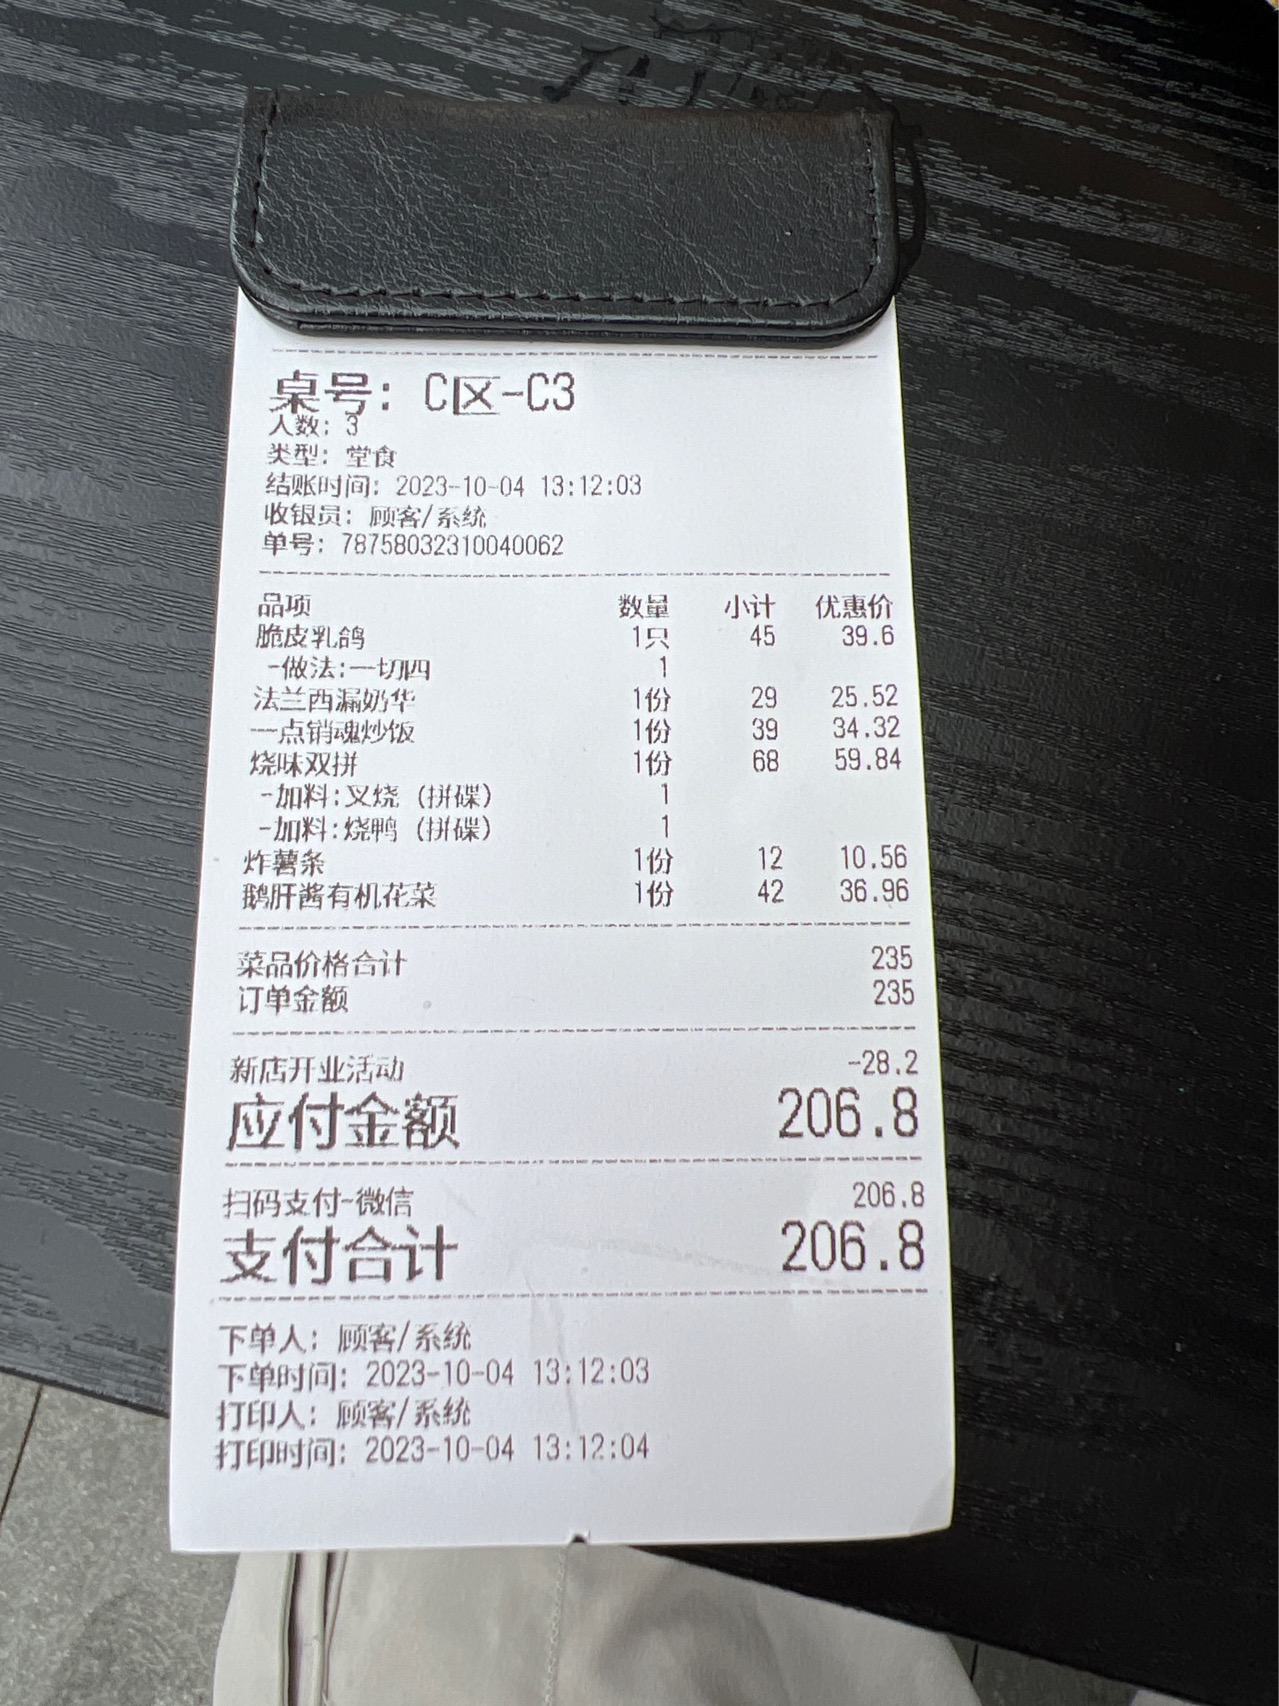 桌号: C区-C3
人数: 3
类型: 堂食
结账时间: 2023-10-04 13:12:03
收银员: 顾客/系统
单号: 78758032310040062
品项 数量 小计 优惠价
脆皮乳鸽 1只 45 39.6
-做法:一切四 1
法兰西漏奶华 1份 29 25.52
一点销魂炒饭 1份 39 34.32
烧味双拼 1份 68 59.84
-加料:叉烧 (拼碟) 1
-加料:烧鸭 (拼碟) 1
炸薯条 1份 12 10.56
鹅肝酱有机花菜 1份 42 36.96
菜品价格合计 235
订单金额 235
新店开业活动 -28.2
应付金额 206.8
扫码支付-微信 206.8
支付合计 206.8
下单人: 顾客/系统
下单时间: 2023-10-04 13:12:03
打印人: 顾客/系统
打印时间: 2023-10-04 13:12:04